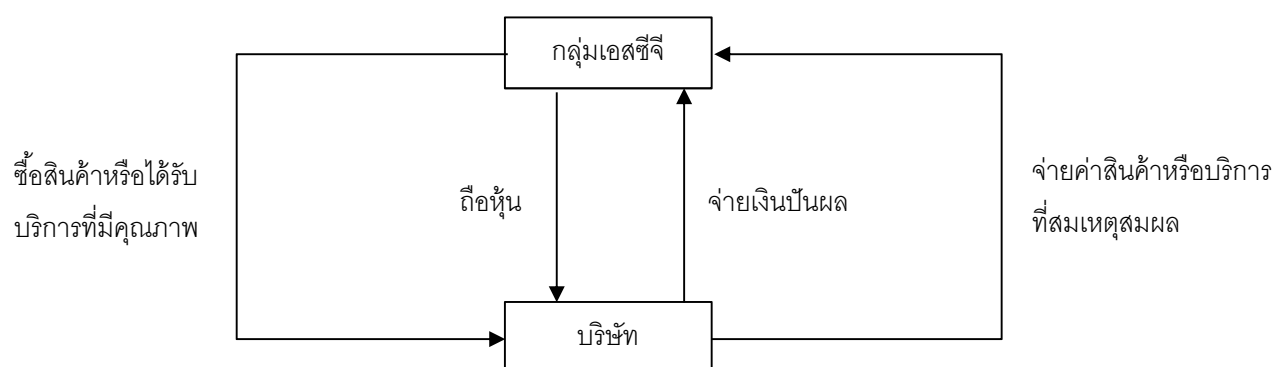 กลุ่มเอสซีจี
ซื้อสินค้าหรือได้รับ
บริการที่มีคุณภาพ
ถือหุ้น
จ่ายเงินปันผล
จ่ายค่าสินค้าหรือบริการ
ที่สมเหตุสมผล
บริษัท